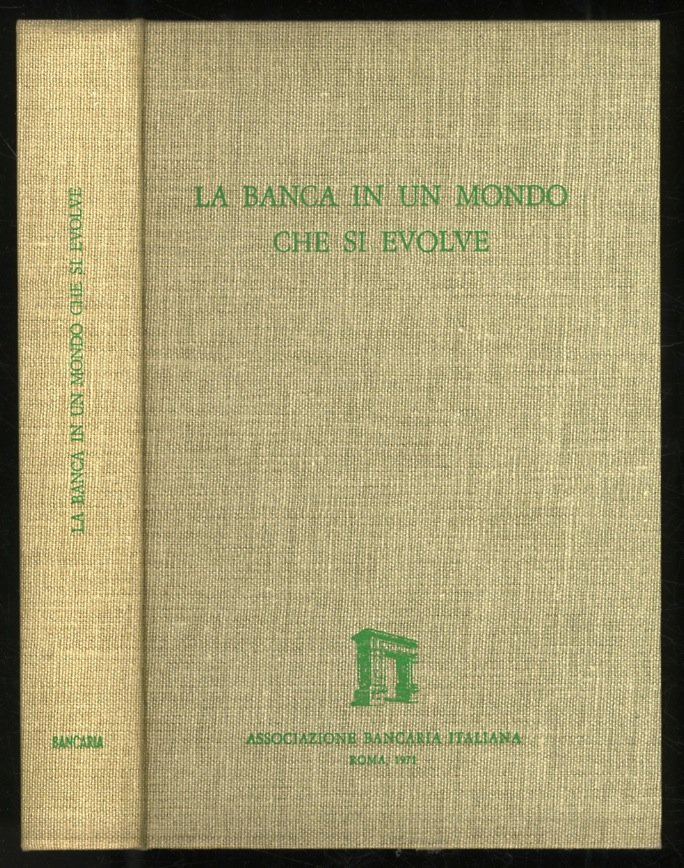 LA BANCA IN UN MONDO CHE SI EVOLVE
BANCARIA
LA BANCA IN UN MONDO
CHE SI EVOLVE
ASSOCIAZIONE BANCARIA ITALIANA
ROMA, 1971